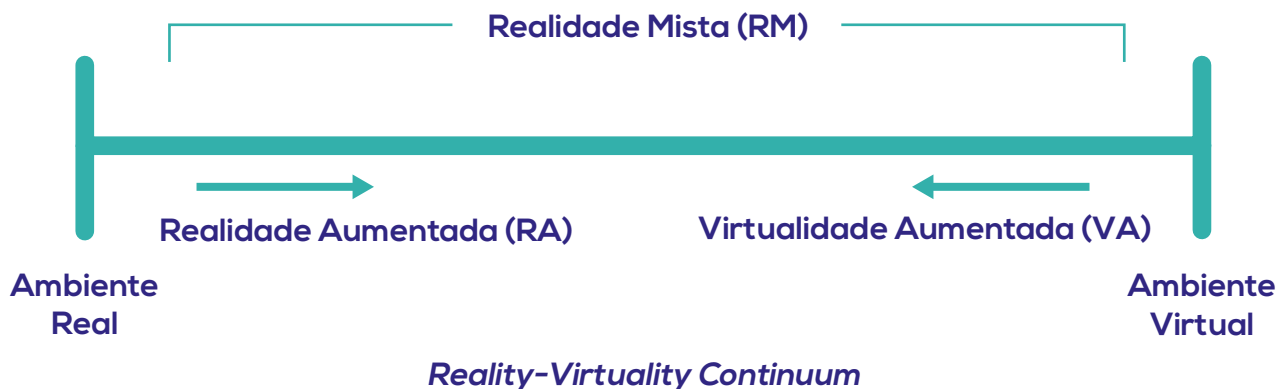 Realidade Mista (RM)
Realidade Aumentada (RA)
Virtualidade Aumentada (VA)
Ambiente
Real
Ambiente
Virtual
Reality-Virtuality Continuum